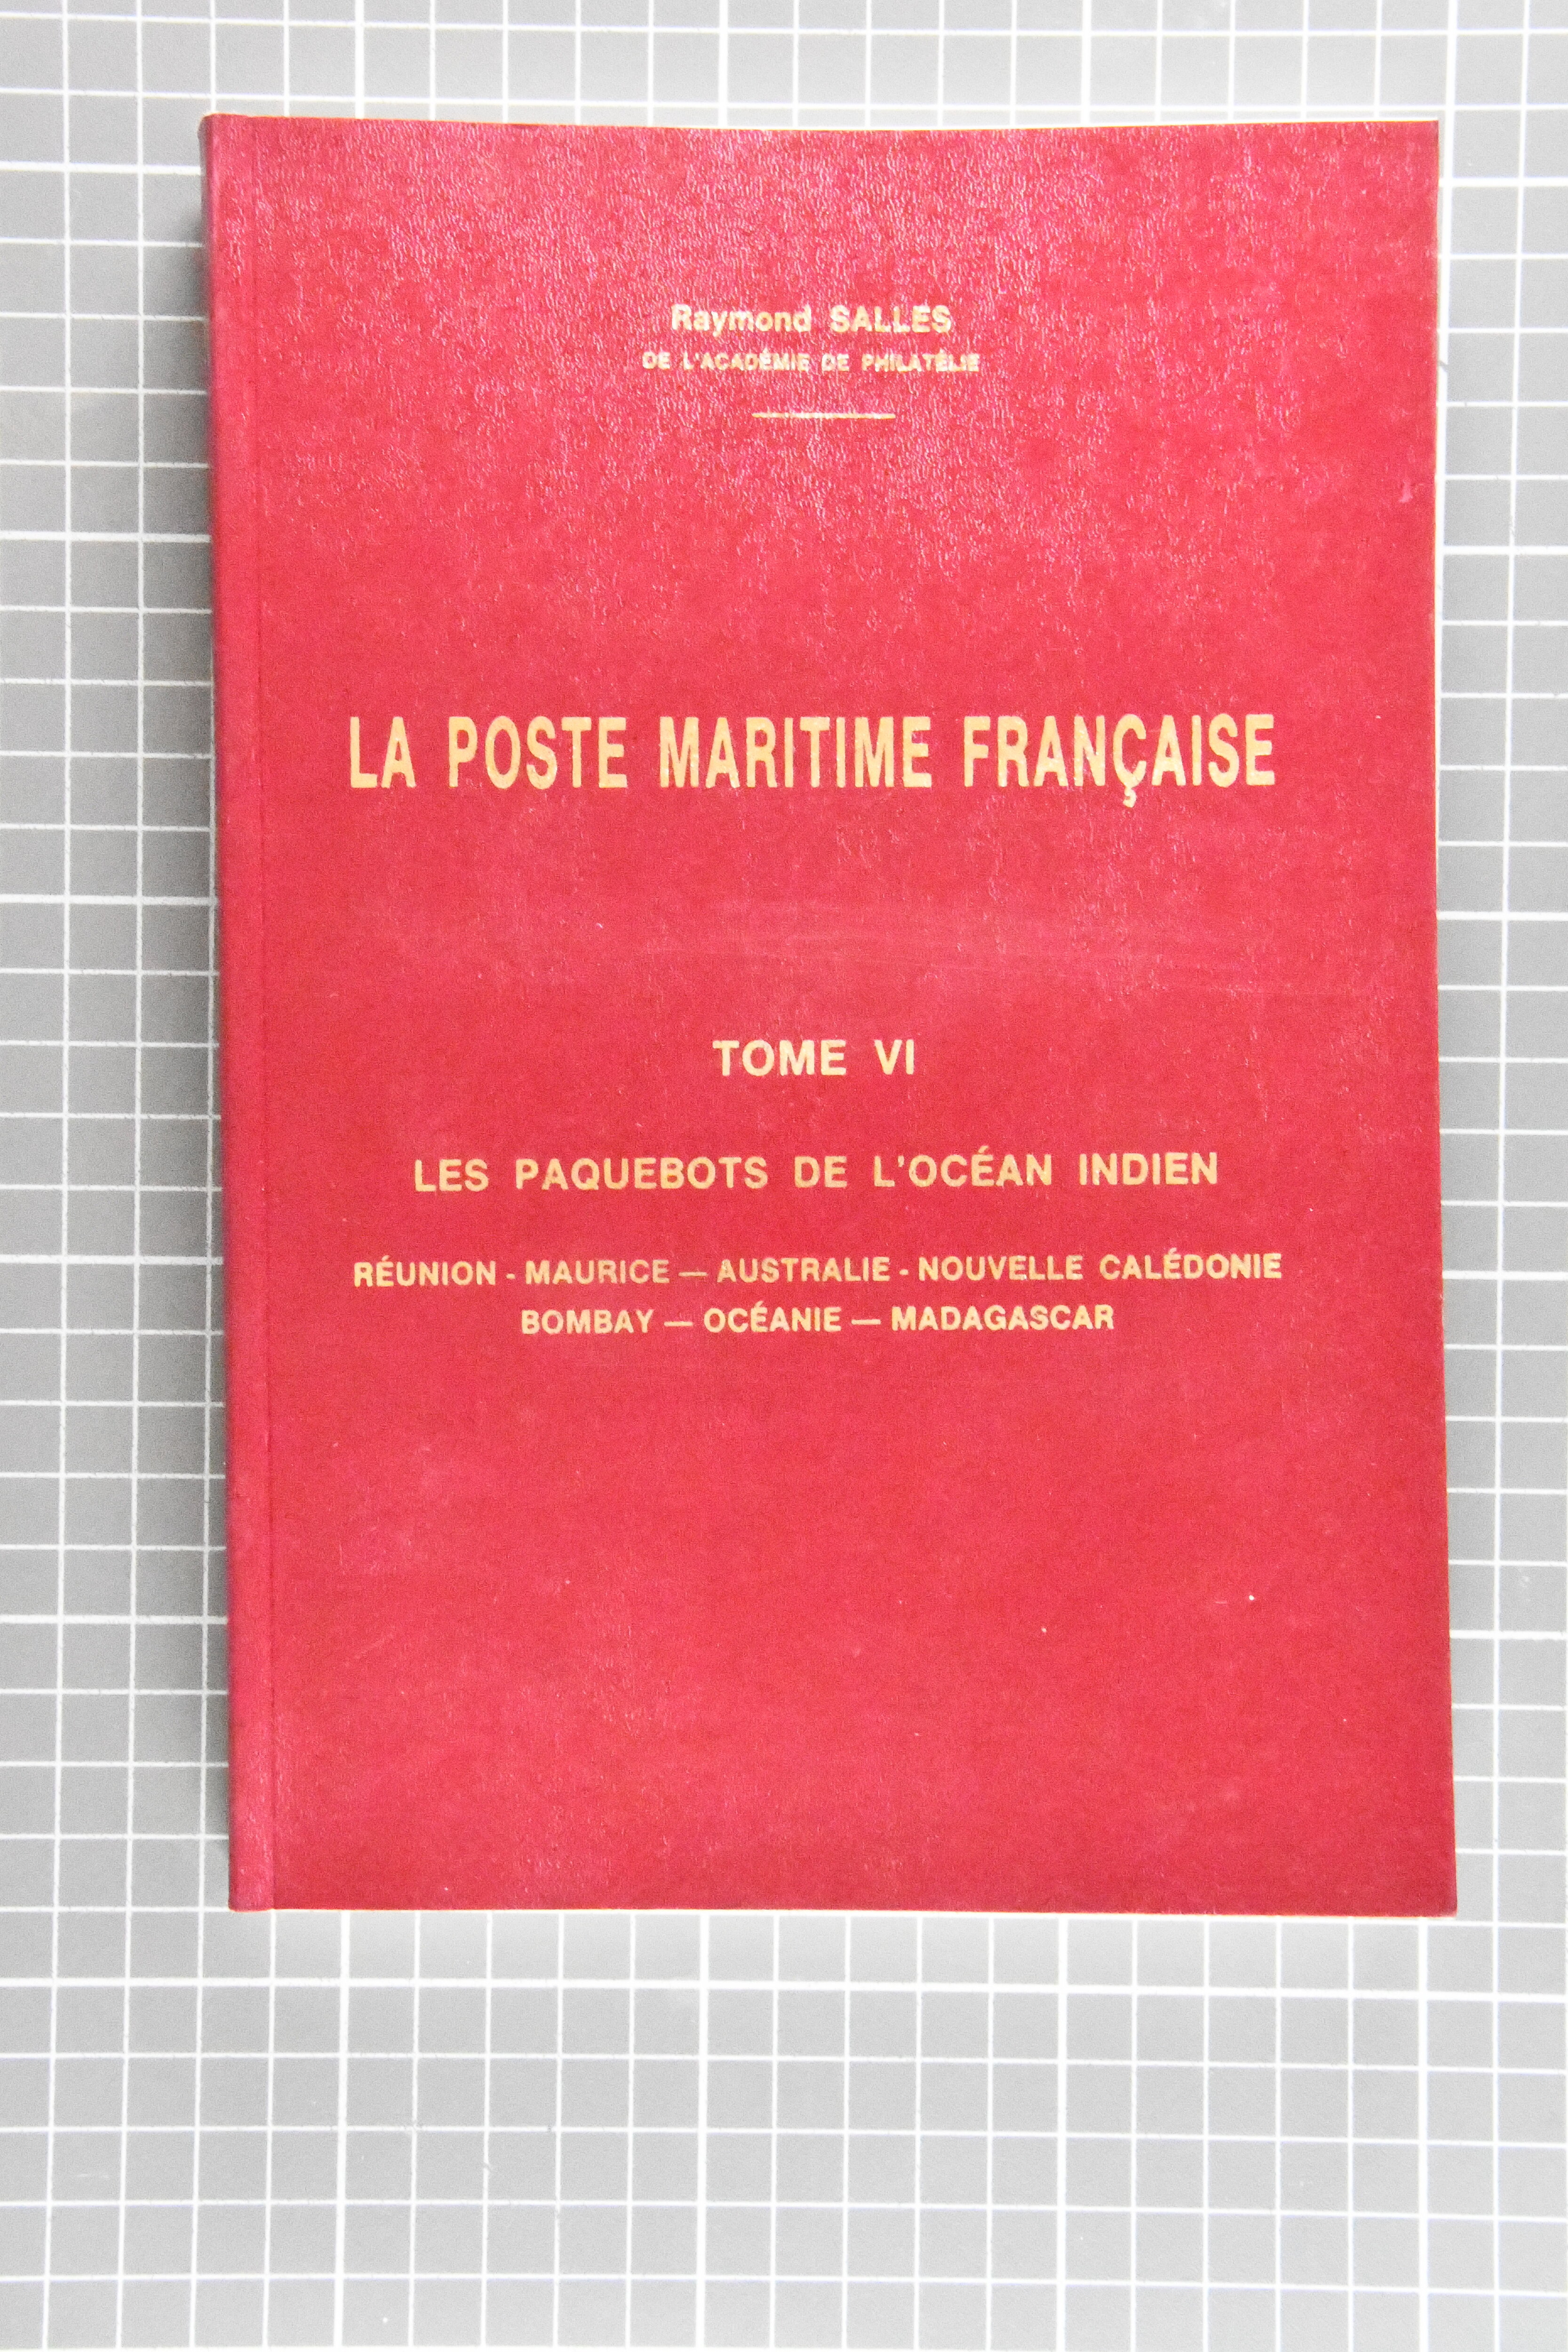 Raymond SALLES
DE L'ACADÉMIE DE PHILATÉLIE
LA POSTE MARITIME FRANÇAISE
TOME VI
LES PAQUEBOTS DE L'OCÉAN INDIEN
RÉUNION - MAURICE — AUSTRALIE - NOUVELLE CALÉDONIE
BOMBAY — OCÉANIE — MADAGASCAR